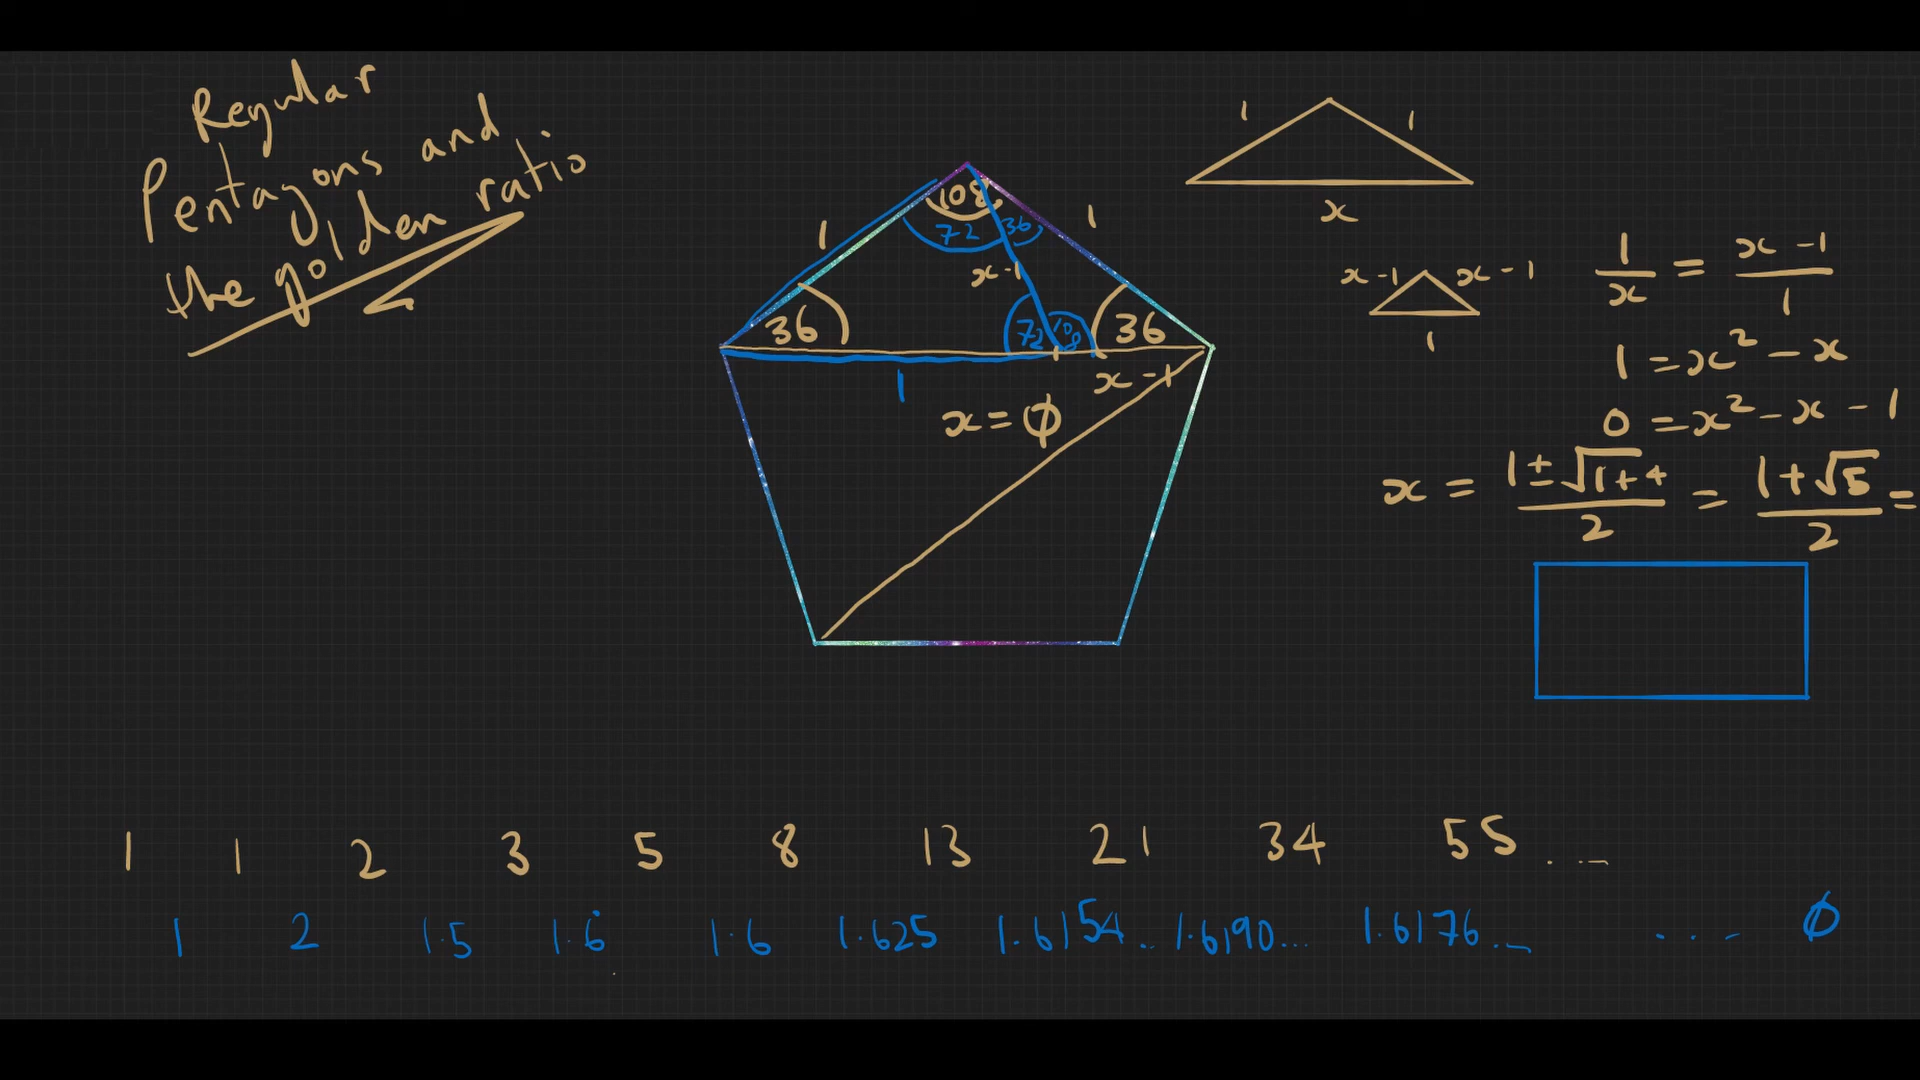 Regular
Pentagons and
the golden ratio
108
72 36
1
1
x-1
36
72
108
36
1
x-1
x=Ø
1
1
x
x-1 x-1
1
1/x = x-1/1
1 = x² - x
0 = x² - x - 1
x = 1±√1+4/2 = 1+√5/2 =
1 1 2 3 5 8 13 21 34 55 ...
1 2 1.5 1.6̇ 1.6 1.625 1.6154.. 1.6190... 1.6176... ... Ø